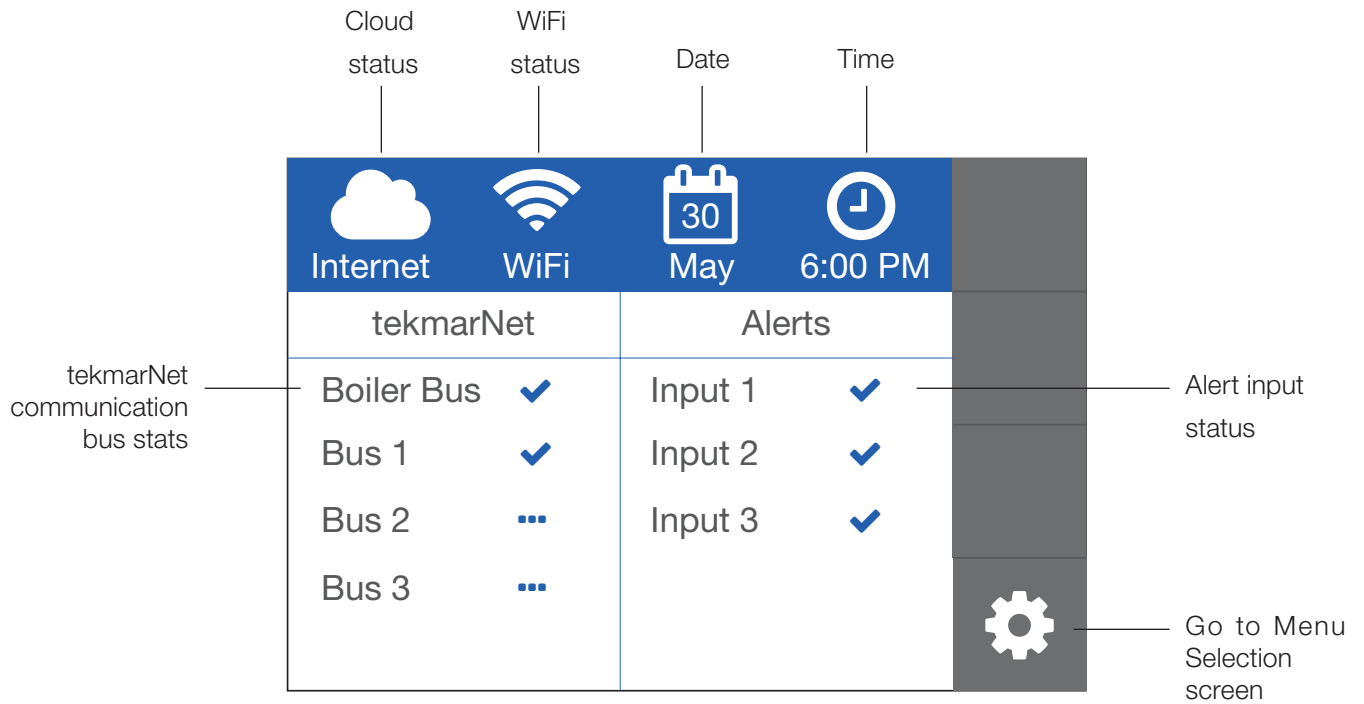 Cloud
status
WiFi
status
Date
Time
30
Internet
WiFi
May
6:00 PM
tekmarNet
Alerts
tekmarNet
communication
bus stats
Boiler Bus
Bus 1
Bus 2
Bus 3
Input 1
Input 2
Input 3
Alert input
status
Go to Menu
Selection
screen